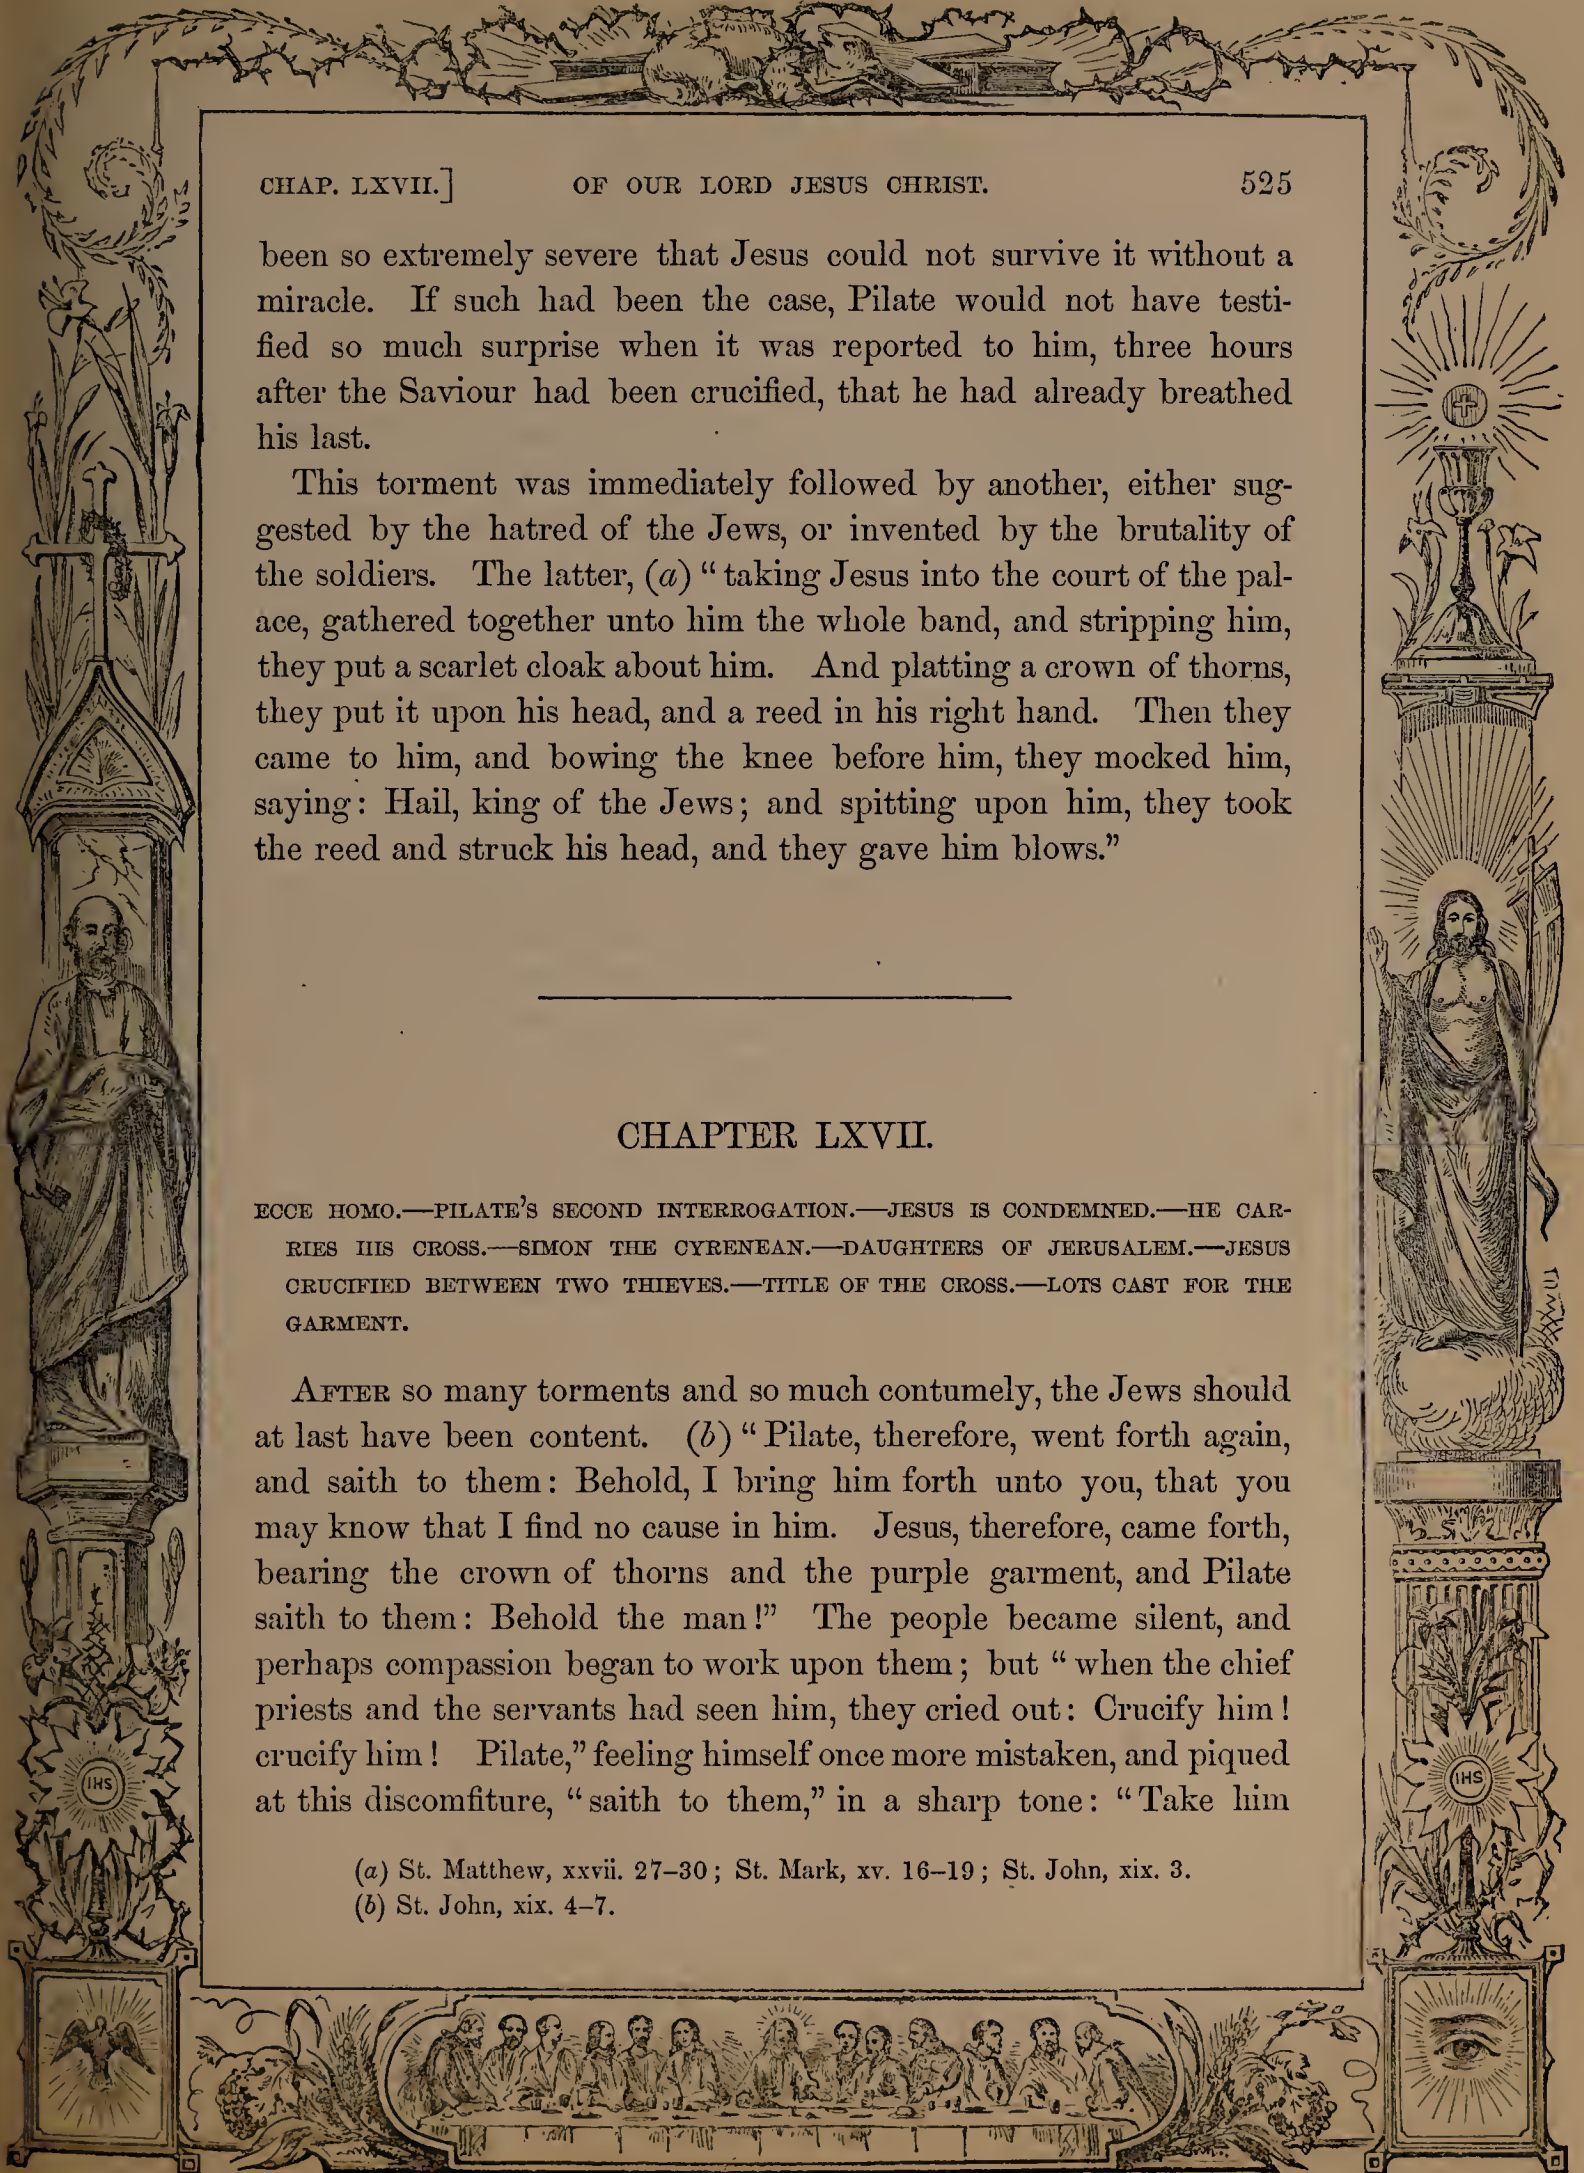 CHAP. LXVII.] OF OUR LORD JESUS CHRIST. 525
been so extremely severe that Jesus could not survive it without a
miracle. If such had been the case, Pilate would not have testi-
fied so much surprise when it was reported to him, three hours
after the Saviour had been crucified, that he had already breathed
his last.
This torment was immediately followed by another, either sug-
gested by the hatred of the Jews, or invented by the brutality of
the soldiers. The latter, (a) “ taking Jesus into the court of the pal-
ace, gathered together unto him the whole band, and stripping him,
they put a scarlet cloak about him. And platting a crown of thorns,
they put it upon his head, and a reed in his right hand. Then they
came to him, and bowing the knee before him, they mocked him,
saying: Hail, king of the Jews; and spitting upon him, they took
the reed and struck his head, and they gave him blows.”
CHAPTER LXVII.
ECCE HOMO.—PILATE'S SECOND INTERROGATION.—JESUS IS CONDEMNED.—HE CAR-
RIES HIS CROSS.—SIMON THE CYRENEAN.—DAUGHTERS OF JERUSALEM.—JESUS
CRUCIFIED BETWEEN TWO THIEVES.—TITLE OF THE CROSS.—LOTS CAST FOR THE
GARMENT.
AFTER so many torments and so much contumely, the Jews should
at last have been content. (b) “ Pilate, therefore, went forth again,
and saith to them: Behold, I bring him forth unto you, that you
may know that I find no cause in him. Jesus, therefore, came forth,
bearing the crown of thorns and the purple garment, and Pilate
saith to them: Behold the man!” The people became silent, and
perhaps compassion began to work upon them; but “ when the chief
priests and the servants had seen him, they cried out: Crucify him!
crucify him! Pilate,” feeling himself once more mistaken, and piqued
at this discomfiture, “ saith to them,” in a sharp tone: “ Take him
(a) St. Matthew, xxvii. 27–30; St. Mark, xv. 16–19; St. John, xix. 3.
(b) St. John, xix. 4–7.
IHS
IHS